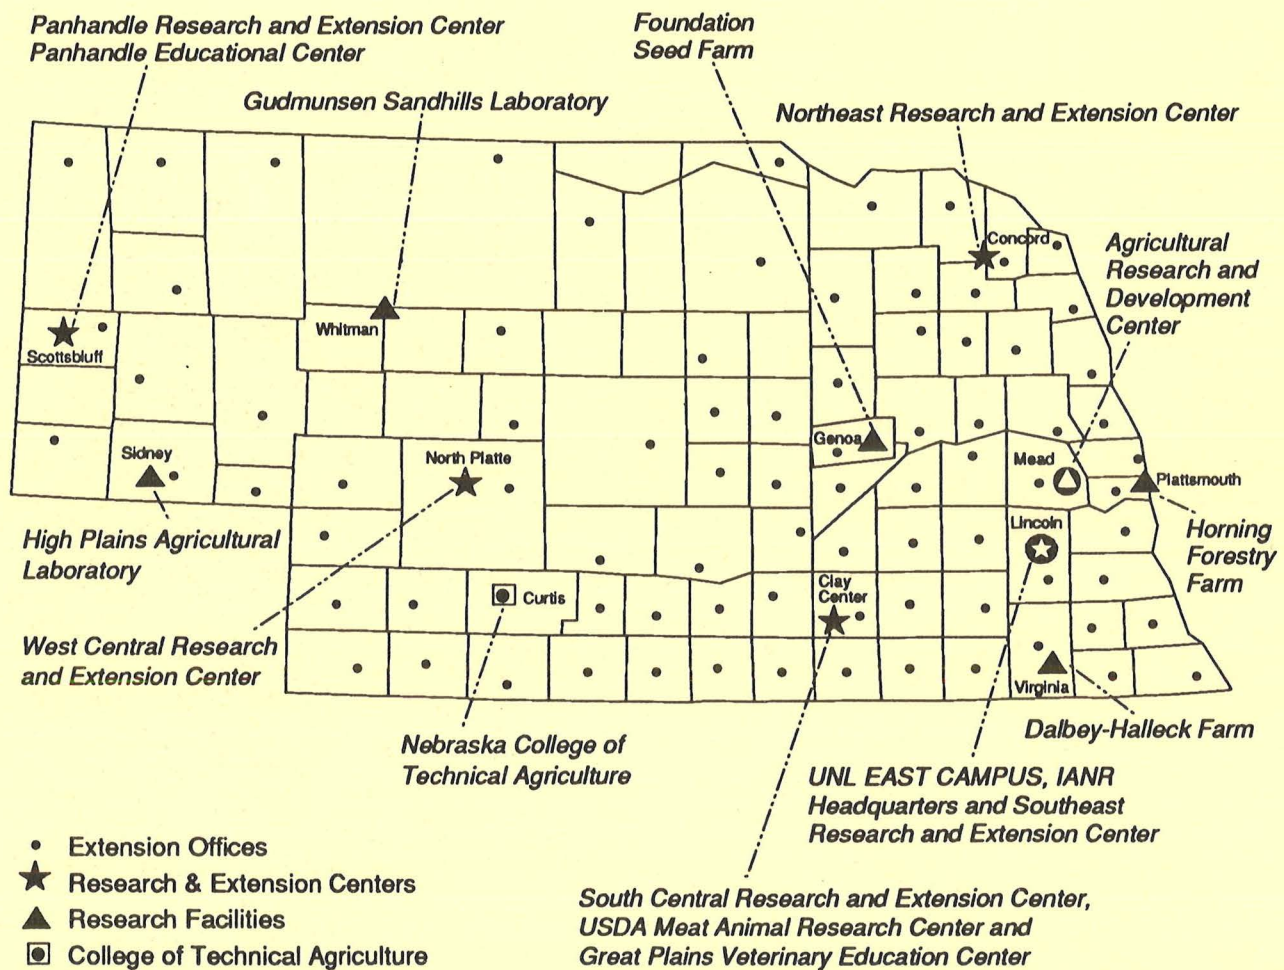 Panhandle Research and Extension Center
Panhandle Educational Center
Foundation
Seed Farm
Gudmunsen Sandhills Laboratory
Northeast Research and Extension Center
Concord
Agricultural
Research and
Development
Center
Whitman
Scottsbluff
Genoa
Sidney
North Platte
Mead
Plattsmouth
Lincoln
High Plains Agricultural
Laboratory
Horning
Forestry
Farm
Clay
Center
Curtis
West Central Research
and Extension Center
Virginia
Dalbey-Halleck Farm
Nebraska College of
Technical Agriculture
UNL EAST CAMPUS, IANR
Headquarters and Southeast
Research and Extension Center
Extension Offices
Research & Extension Centers
Research Facilities
College of Technical Agriculture
South Central Research and Extension Center,
USDA Meat Animal Research Center and
Great Plains Veterinary Education Center